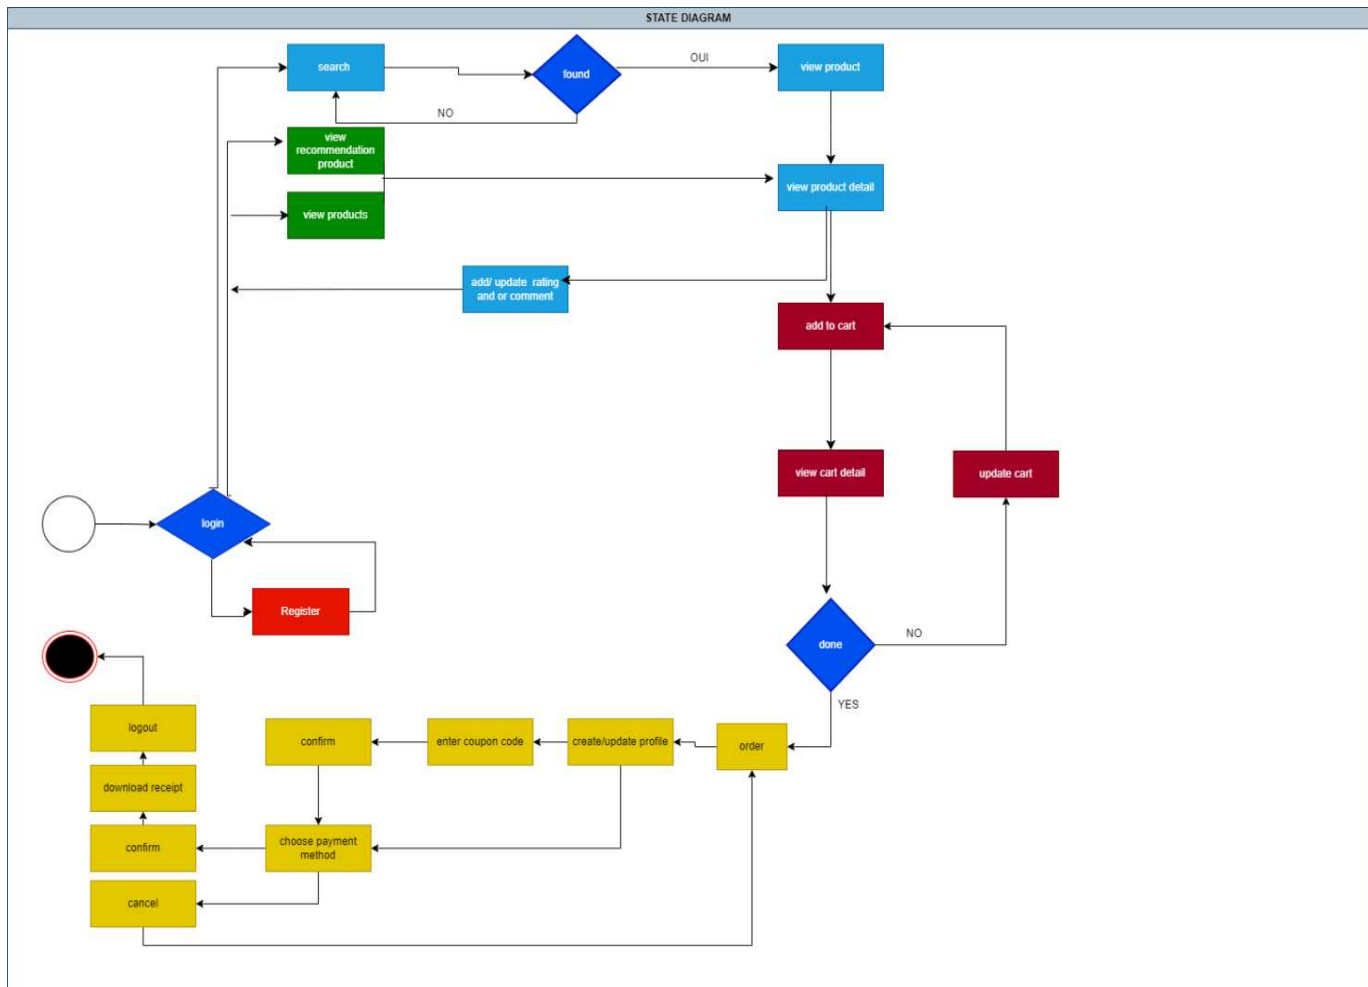 STATE DIAGRAM
search
found
OUI
view product
NO
view
recommendation
product
view product detail
view products
add/ update rating
and or comment
add to cart
view cart detail
update cart
login
Register
done
NO
YES
logout
confirm
enter coupon code
create/update profile
order
download receipt
confirm
choose payment
method
cancel